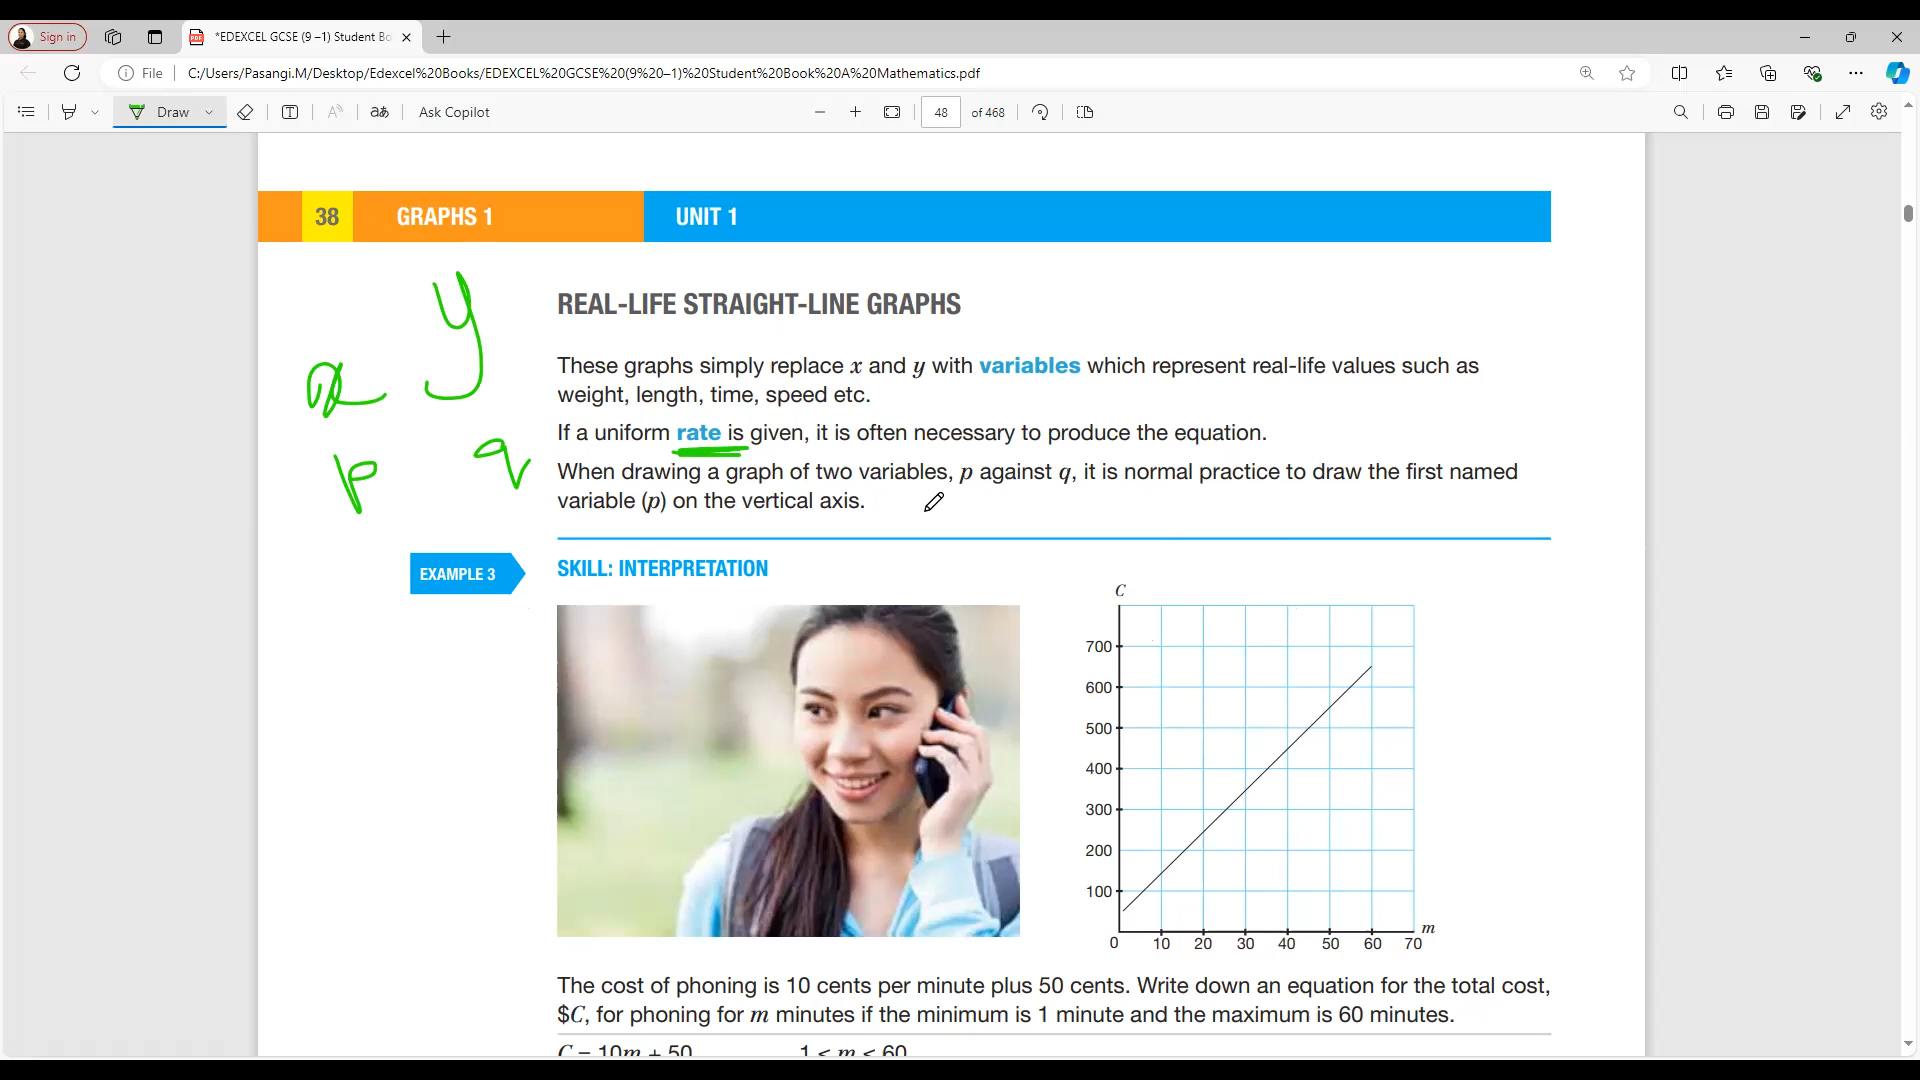 Sign in
*EDEXCEL GCSE (9 –1) Student Bo
File
C:/Users/Pasangi.M/Desktop/Edexcel%20Books/EDEXCEL%20GCSE%20(9%20–1)%20Student%20Book%20A%20Mathematics.pdf
Draw
Ask Copilot
48 of 468
38 GRAPHS 1 UNIT 1
y
x
p q
REAL-LIFE STRAIGHT-LINE GRAPHS
These graphs simply replace x and y with variables which represent real-life values such as
weight, length, time, speed etc.
If a uniform rate is given, it is often necessary to produce the equation.
When drawing a graph of two variables, p against q, it is normal practice to draw the first named
variable (p) on the vertical axis.
EXAMPLE 3
SKILL: INTERPRETATION
C
700
600
500
400
300
200
100
m
0 10 20 30 40 50 60 70
The cost of phoning is 10 cents per minute plus 50 cents. Write down an equation for the total cost,
$C, for phoning for m minutes if the minimum is 1 minute and the maximum is 60 minutes.
C = 10m + 50